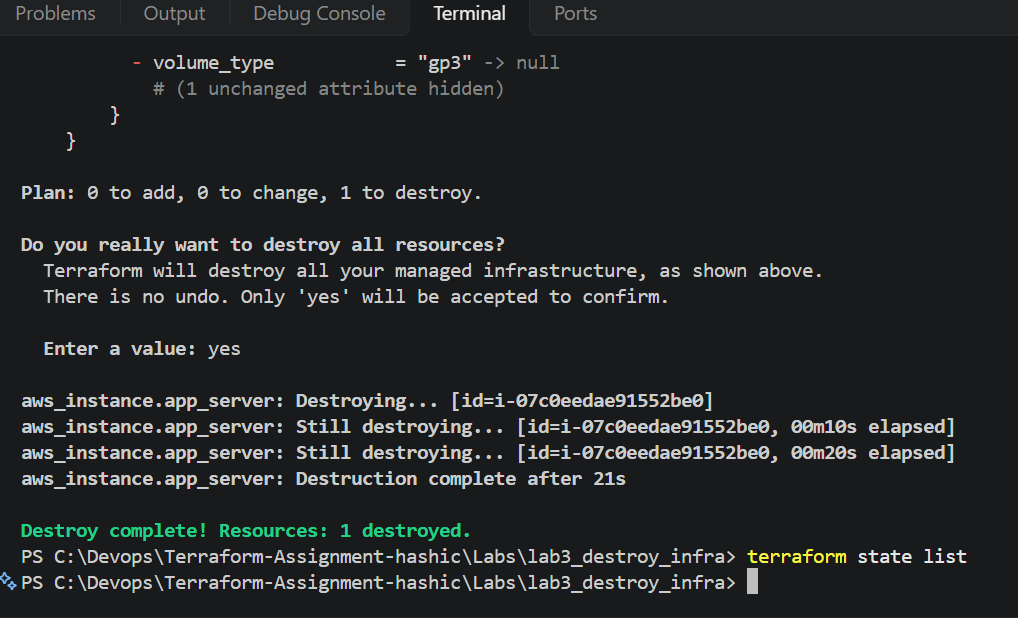 Problems Output Debug Console Terminal Ports
- volume_type = "gp3" -> null
# (1 unchanged attribute hidden)
}
}
Plan: 0 to add, 0 to change, 1 to destroy.
Do you really want to destroy all resources?
Terraform will destroy all your managed infrastructure, as shown above.
There is no undo. Only 'yes' will be accepted to confirm.
Enter a value: yes
aws_instance.app_server: Destroying... [id=i-07c0eedae91552be0]
aws_instance.app_server: Still destroying... [id=i-07c0eedae91552be0, 00m10s elapsed]
aws_instance.app_server: Still destroying... [id=i-07c0eedae91552be0, 00m20s elapsed]
aws_instance.app_server: Destruction complete after 21s
Destroy complete! Resources: 1 destroyed.
PS C:\Devops\Terraform-Assignment-hashic\Labs\lab3_destroy_infra> terraform state list
PS C:\Devops\Terraform-Assignment-hashic\Labs\lab3_destroy_infra>